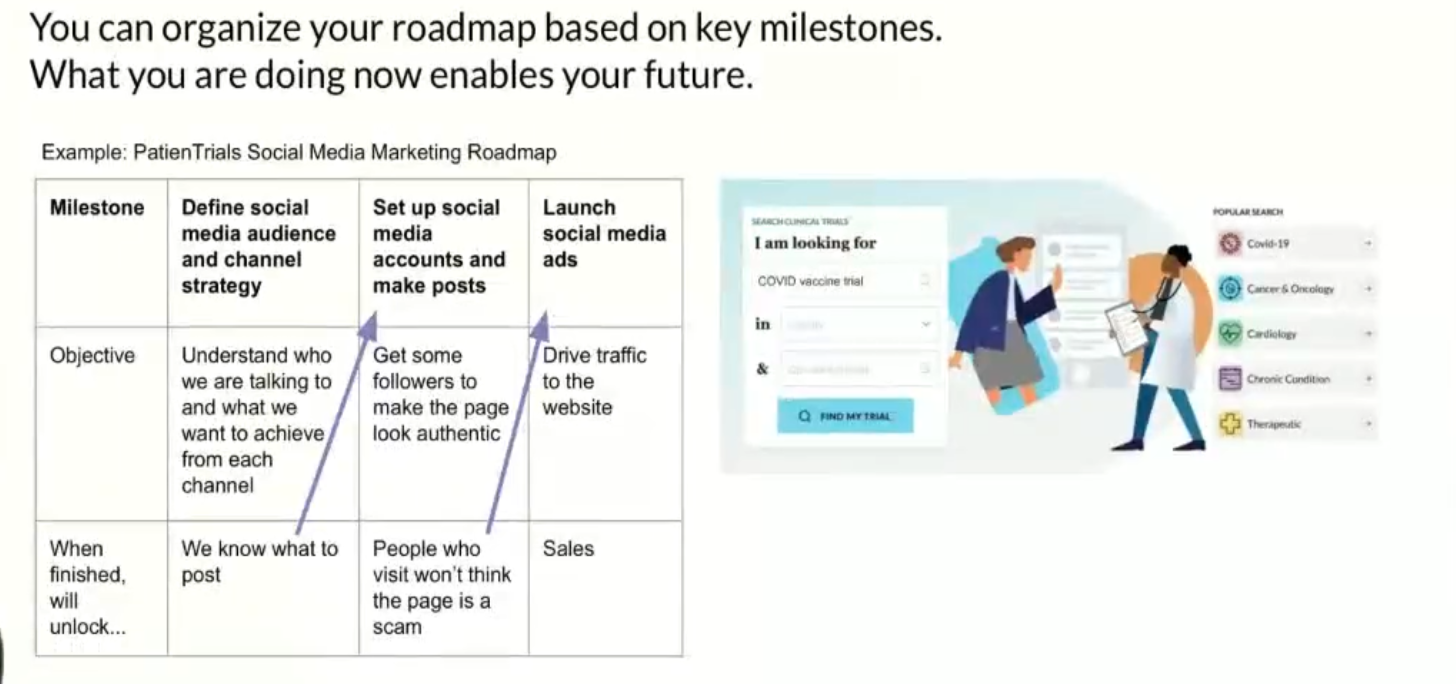 You can organize your roadmap based on key milestones.
What you are doing now enables your future.
Example: PatienTrials Social Media Marketing Roadmap
Milestone
Define social
media audience
and channel
strategy
Set up social
media
accounts and
make posts
Launch
social media
ads
Objective
Understand who
we are talking to
and what we
want to achieve
from each
channel
Get some
followers to
make the page
look authentic
Drive traffic
to the
website
When
finished,
will
unlock...
We know what to
post
People who
visit won't think
the page is a
scam
Sales
SEARCH CLINICAL TRIALS
I am looking for
COVID vaccine trial
in
&
FIND MY TRIAL
POPULAR SEARCH
Covid-19
Cancer & Oncology
Cardiology
Chronic Condition
Therapeutic